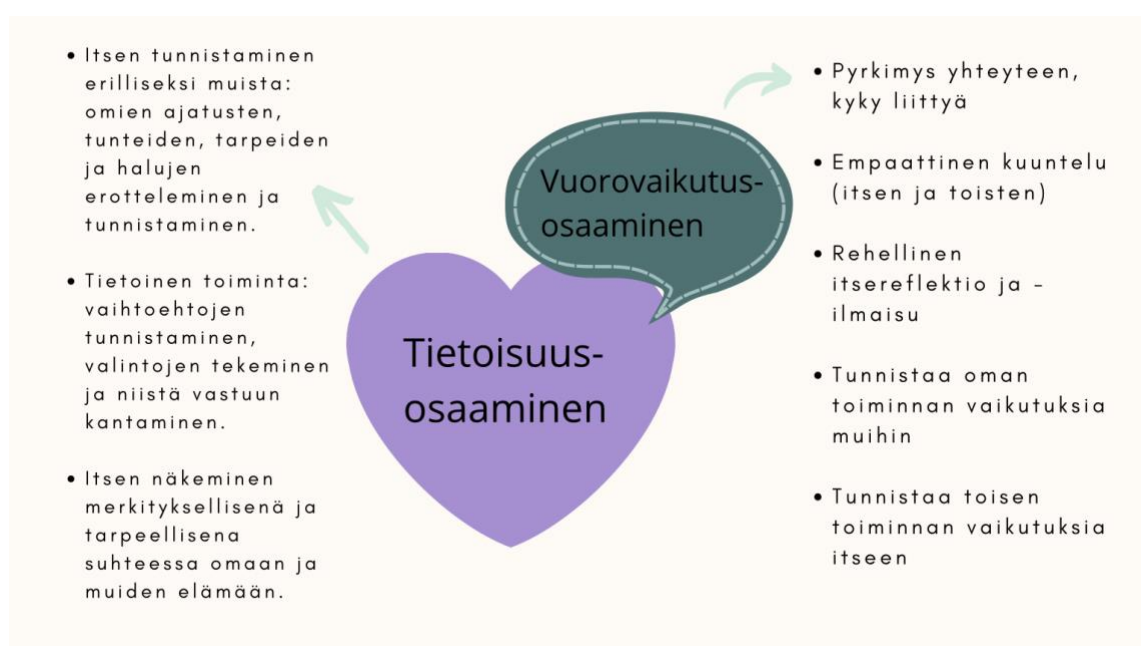 • Itsen tunnistaminen
erilliseksi muista:
omien ajatusten,
tunteiden, tarpeiden
ja halujen
erotteleminen ja
tunnistaminen.
• Tietoinen toiminta:
vaihtoehtojen
tunnistaminen,
valintojen tekeminen
ja niistä vastuun
kantaminen.
• Itsen näkeminen
merkityksellisenä ja
tarpeellisena
suhteessa omaan ja
muiden elämään.
Tietoisuus-
osaaminen
Vuorovaikutus-
osaaminen
• Pyrkimys yhteyteen,
kyky liittyä
• Empaattinen kuuntelu
(itsen ja toisten)
• Rehellinen
itsereflektio ja -
ilmaisu
• Tunnistaa oman
toiminnan vaikutuksia
muihin
• Tunnistaa toisen
toiminnan vaikutuksia
itseen